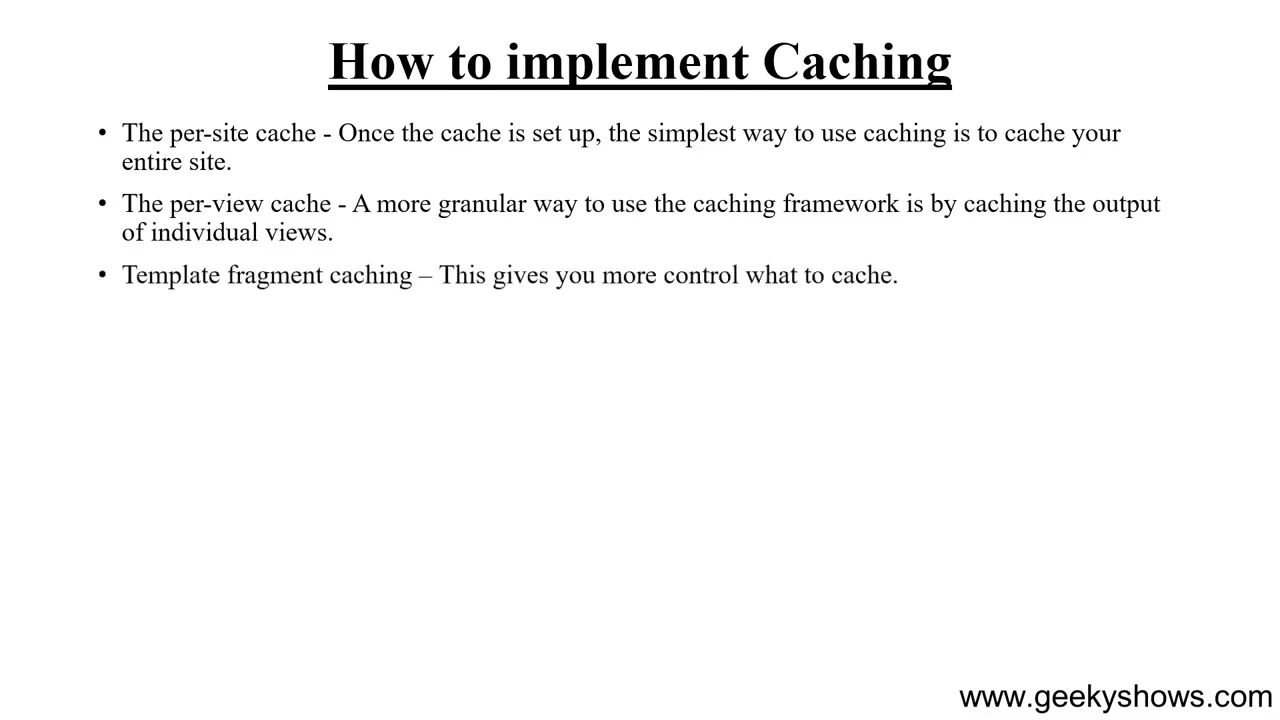 How to implement Caching
• The per-site cache - Once the cache is set up, the simplest way to use caching is to cache your
entire site.
• The per-view cache - A more granular way to use the caching framework is by caching the output
of individual views.
• Template fragment caching – This gives you more control what to cache.
www.geekyshows.com